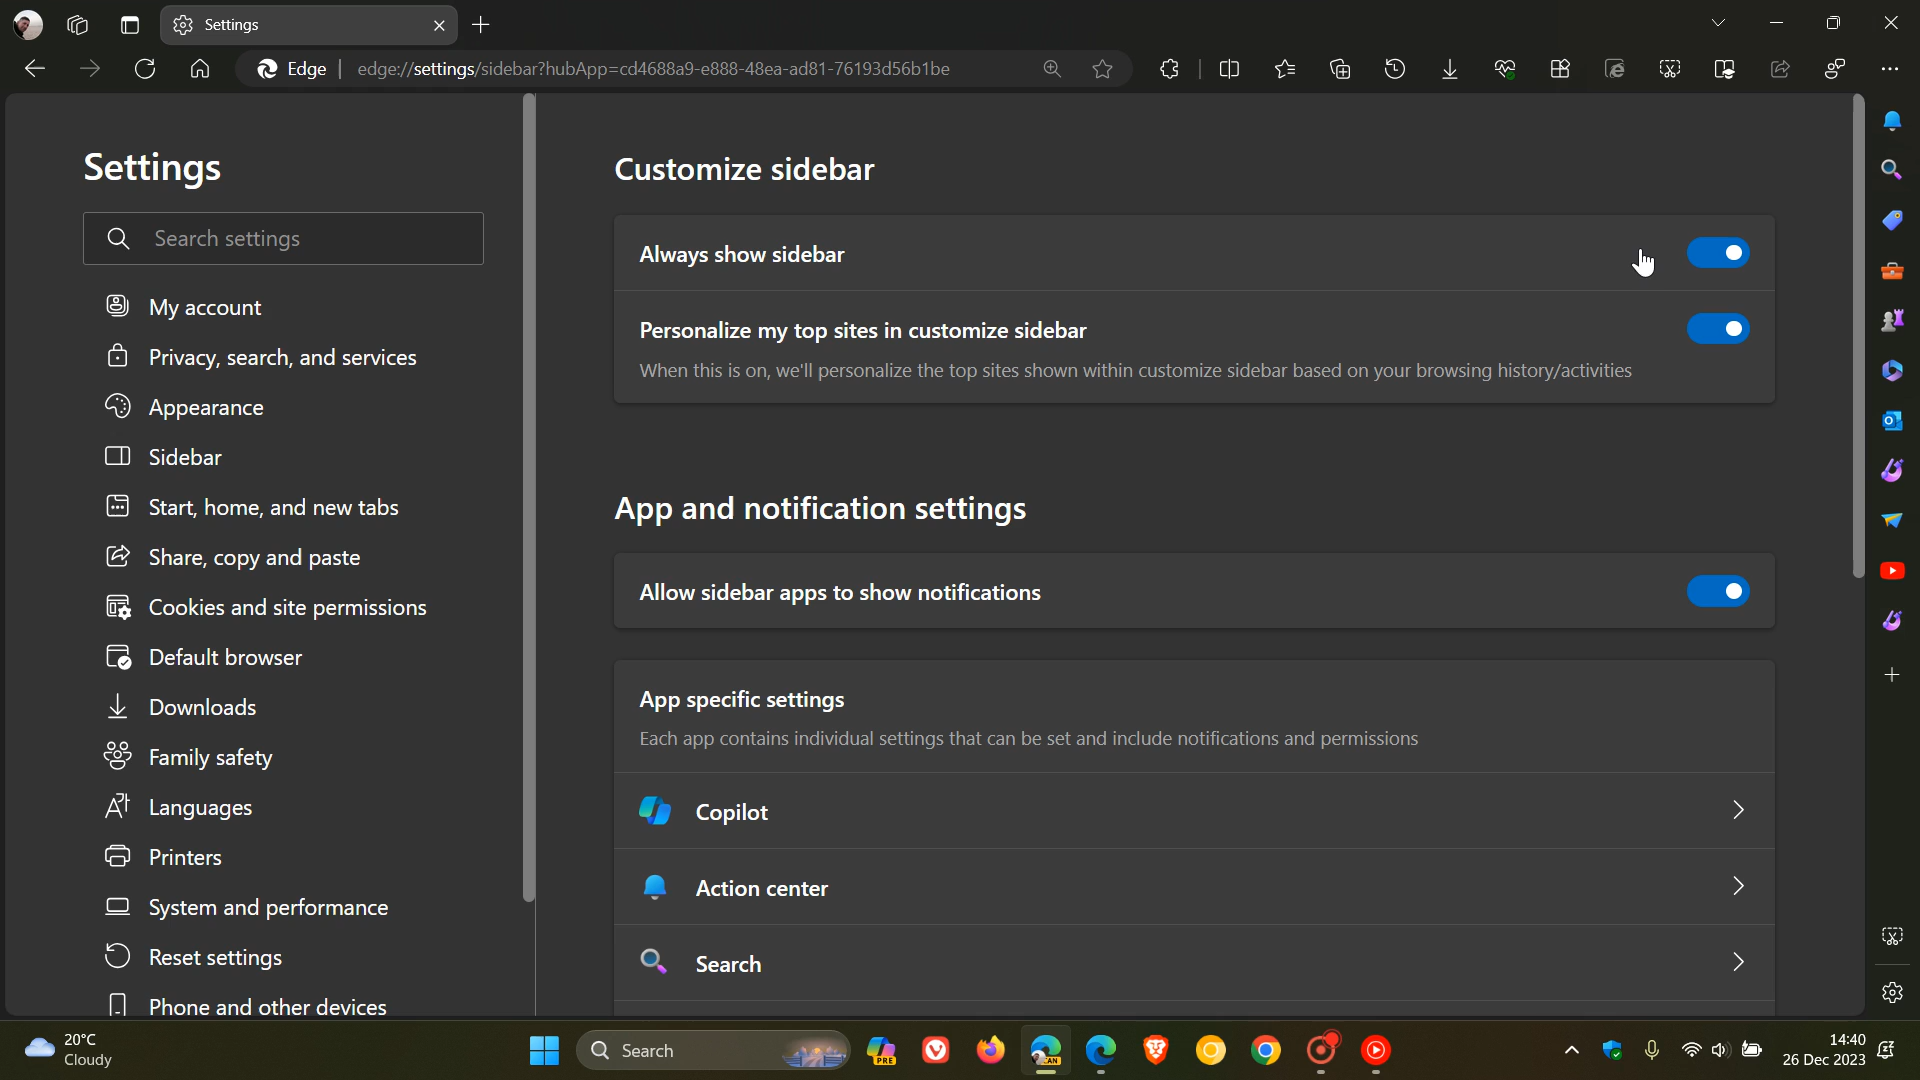 Settings
Edge
edge://settings/sidebar?hubApp=cd4688a9-e888-48ea-ad81-76193d56b1be
Settings
Search settings
My account
Privacy, search, and services
Appearance
Sidebar
Start, home, and new tabs
Share, copy and paste
Cookies and site permissions
Default browser
Downloads
Family safety
Languages
Printers
System and performance
Reset settings
Phone and other devices
Customize sidebar
Always show sidebar
Personalize my top sites in customize sidebar
When this is on, we'll personalize the top sites shown within customize sidebar based on your browsing history/activities
App and notification settings
Allow sidebar apps to show notifications
App specific settings
Each app contains individual settings that can be set and include notifications and permissions
Copilot
Action center
Search
20°C
Cloudy
Search
PRE
CAN
14:40
26 Dec 2023